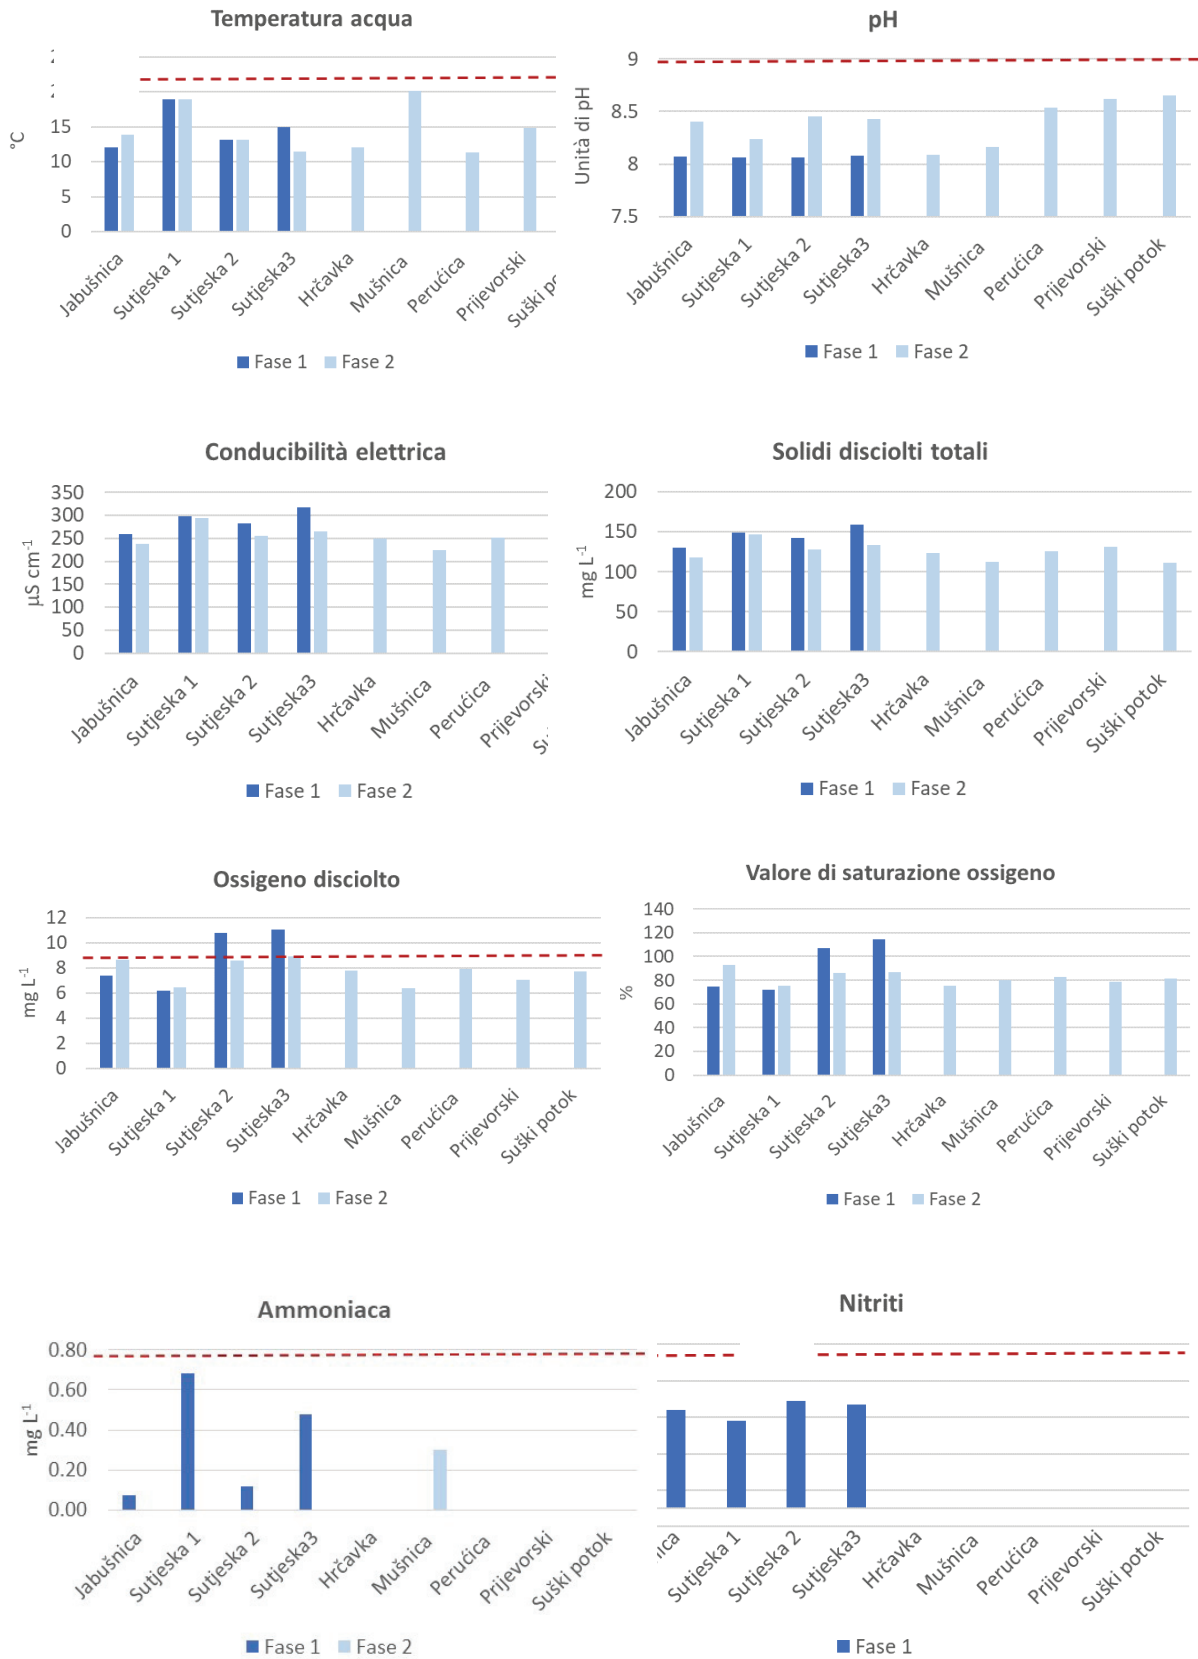 Temperatura acqua
°C
15
10
5
0
Jabušnica
Sutjeska 1
Sutjeska 2
Sutjeska3
Hrčavka
Mušnica
Perućica
Prijevorski
Suški
Fase 1
Fase 2
pH
Unità di pH
9
8.5
8
7.5
Jabušnica
Sutjeska 1
Sutjeska 2
Sutjeska3
Hrčavka
Mušnica
Perućica
Prijevorski
Suški potok
Fase 1
Fase 2
Conducibilità elettrica
µS cm-1
350
300
250
200
150
100
50
0
Jabušnica
Sutjeska 1
Sutjeska 2
Sutjeska3
Hrčavka
Mušnica
Perućica
Prijevorski
Fase 1
Fase 2
Solidi disciolti totali
mg L-1
200
150
100
50
0
Jabušnica
Sutjeska 1
Sutjeska 2
Sutjeska3
Hrčavka
Mušnica
Perućica
Prijevorski
Suški potok
Fase 1
Fase 2
Ossigeno disciolto
mg L-1
12
10
8
6
4
2
0
Jabušnica
Sutjeska 1
Sutjeska 2
Sutjeska3
Hrčavka
Mušnica
Perućica
Prijevorski
Suški potok
Fase 1
Fase 2
Valore di saturazione ossigeno
%
140
120
100
80
60
40
20
0
Jabušnica
Sutjeska 1
Sutjeska 2
Sutjeska3
Hrčavka
Mušnica
Perućica
Prijevorski
Suški potok
Fase 1
Fase 2
Ammoniaca
mg L-1
0.80
0.60
0.40
0.20
0.00
Jabušnica
Sutjeska 1
Sutjeska 2
Sutjeska3
Hrčavka
Mušnica
Perućica
Prijevorski
Suški potok
Fase 1
Fase 2
Nitriti
nica
Sutjeska 1
Sutjeska 2
Sutjeska3
Hrčavka
Mušnica
Perućica
Prijevorski
Suški potok
Fase 1